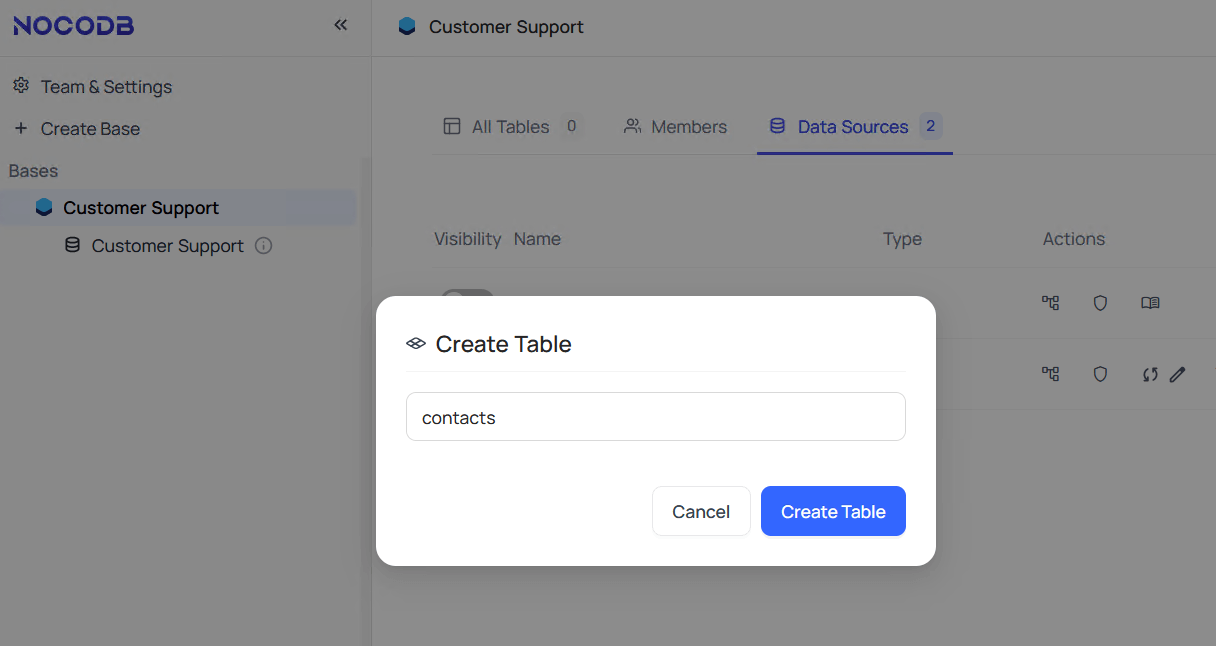 NOCODB
Customer Support
Team & Settings
Create Base
All Tables 0 Members Data Sources 2
Bases
Customer Support
Customer Support
Visibility Name Type Actions
Create Table
contacts
Cancel Create Table